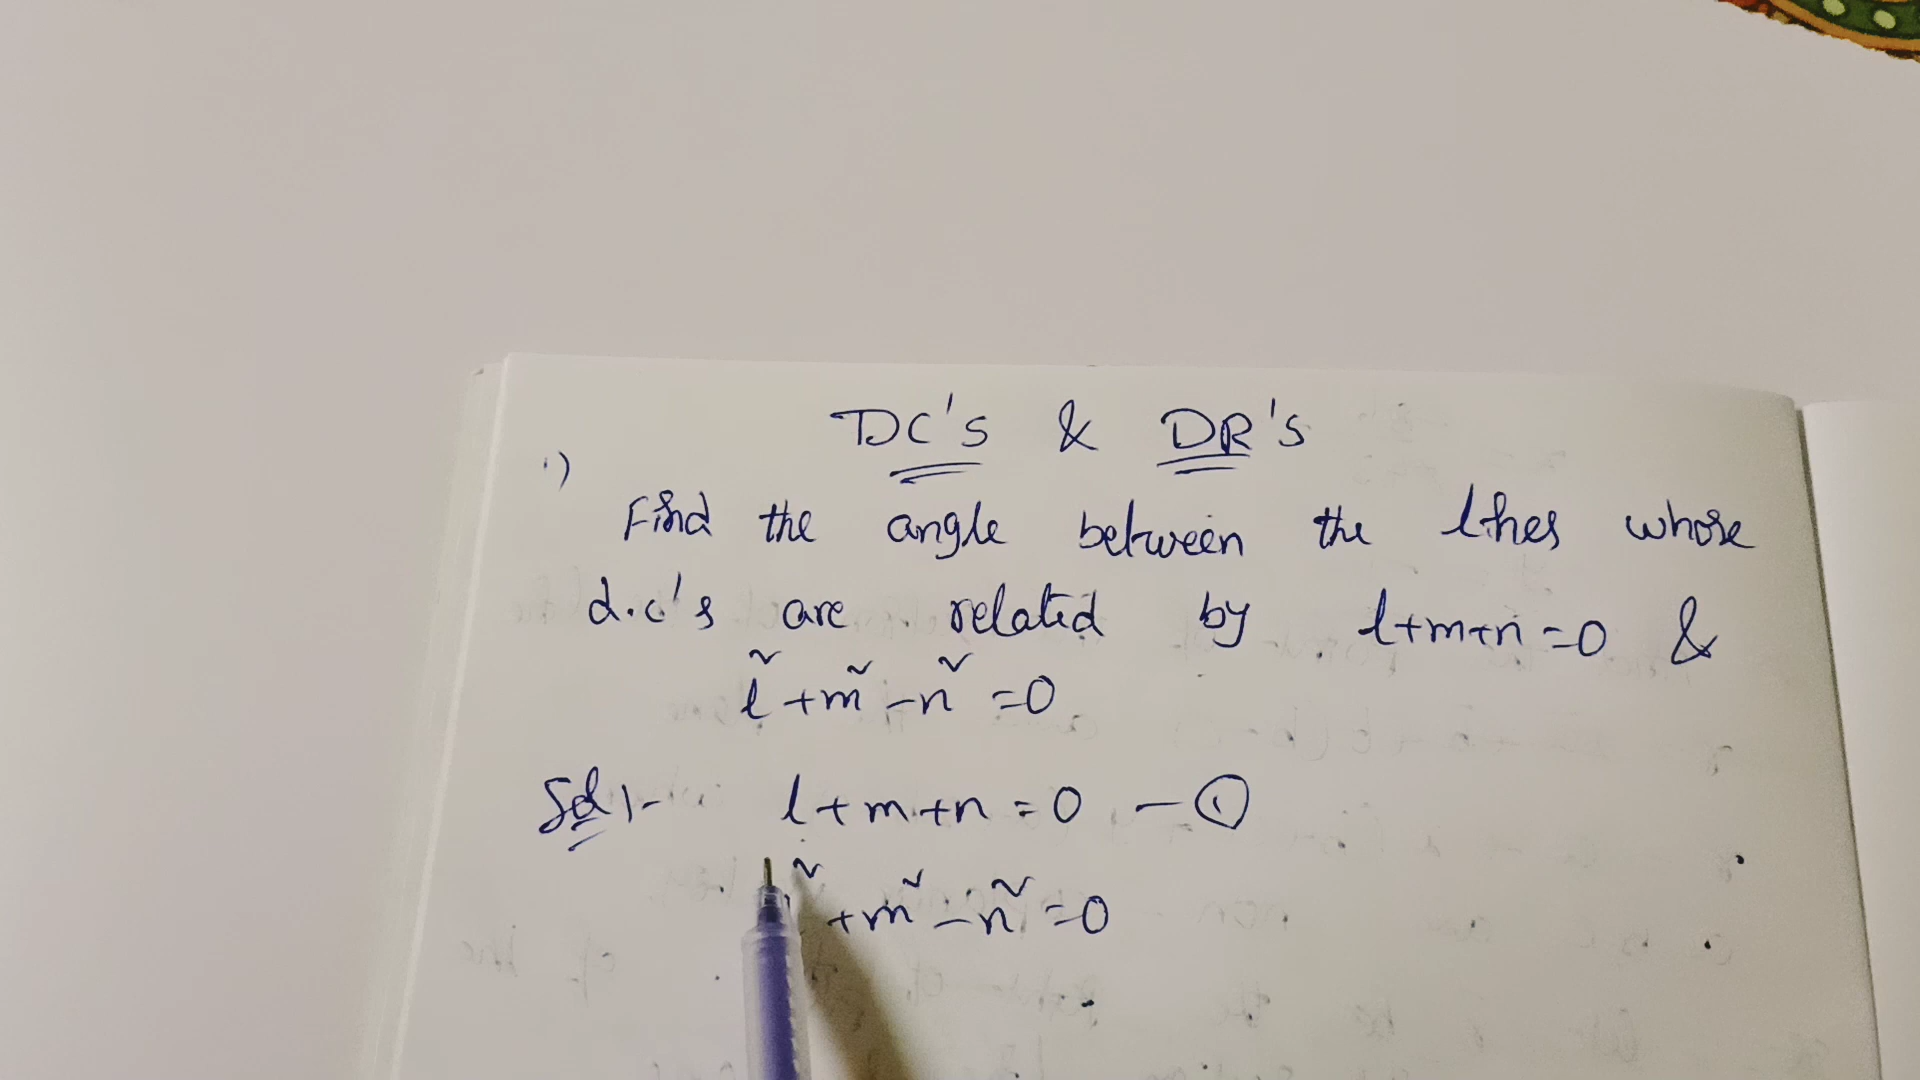 DC's & DR's
1)
Find the angle between the lines whose
d.c's are related by l+m+n=0 &
l²+m²-n²=0
Sol:- l+m+n=0 - ①
+m²-n²=0